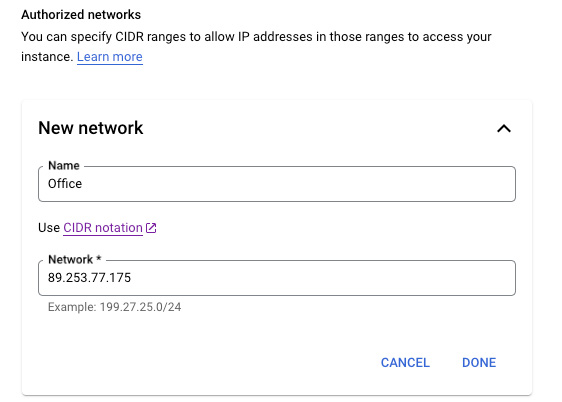 Authorized networks
You can specify CIDR ranges to allow IP addresses in those ranges to access your
instance. Learn more
New network
Name
Office
Use CIDR notation
Network *
89.253.77.175
Example: 199.27.25.0/24
CANCEL DONE